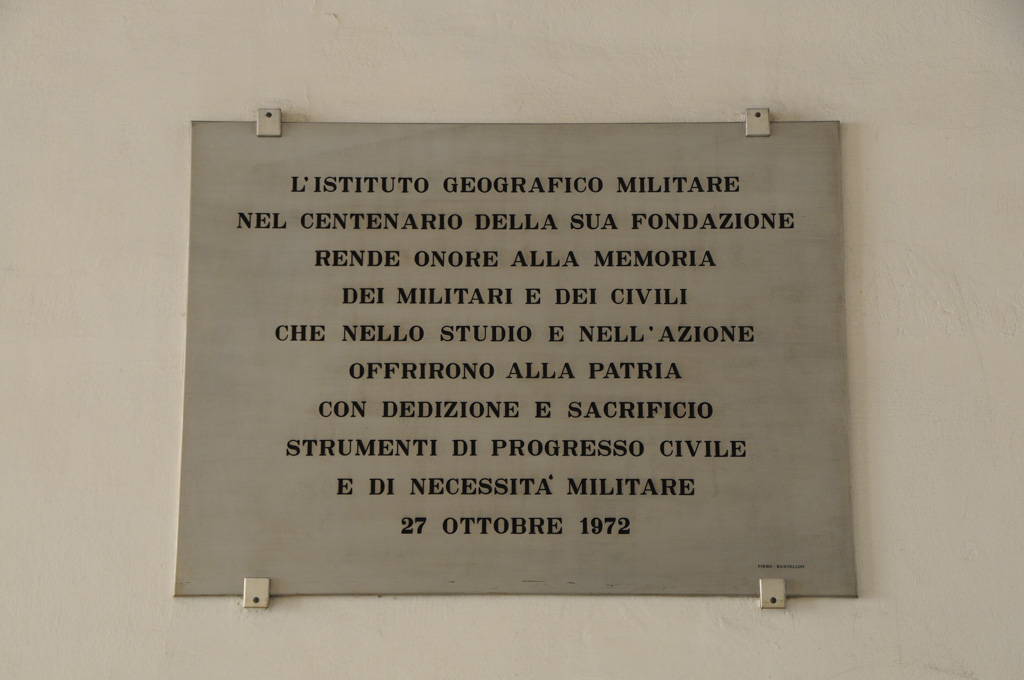 L'ISTITUTO GEOGRAFICO MILITARE
NEL CENTENARIO DELLA SUA FONDAZIONE
RENDE ONORE ALLA MEMORIA
DEI MILITARI E DEI CIVILI
CHE NELLO STUDIO E NELL'AZIONE
OFFRIRONO ALLA PATRIA
CON DEDIZIONE E SACRIFICIO
STRUMENTI DI PROGRESSO CIVILE
E DI NECESSITA' MILITARE
27 OTTOBRE 1972